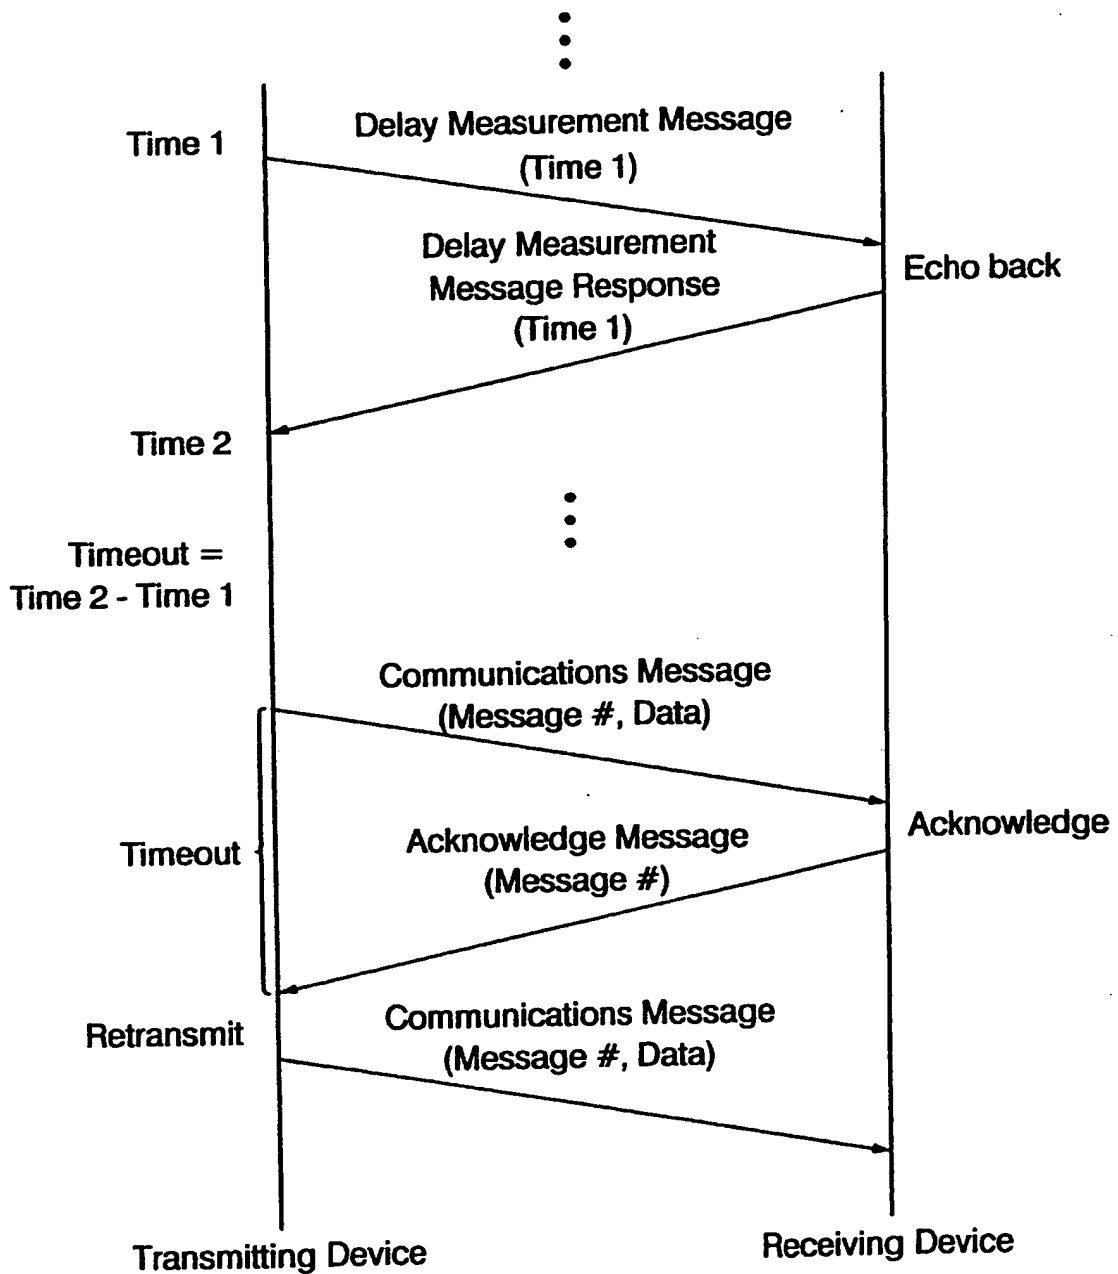 Time 1
Delay Measurement Message
(Time 1)
Delay Measurement
Message Response
(Time 1)
Echo back
Time 2
Timeout =
Time 2 - Time 1
Communications Message
(Message #, Data)
Timeout
Acknowledge Message
(Message #)
Acknowledge
Retransmit
Communications Message
(Message #, Data)
Transmitting Device
Receiving Device